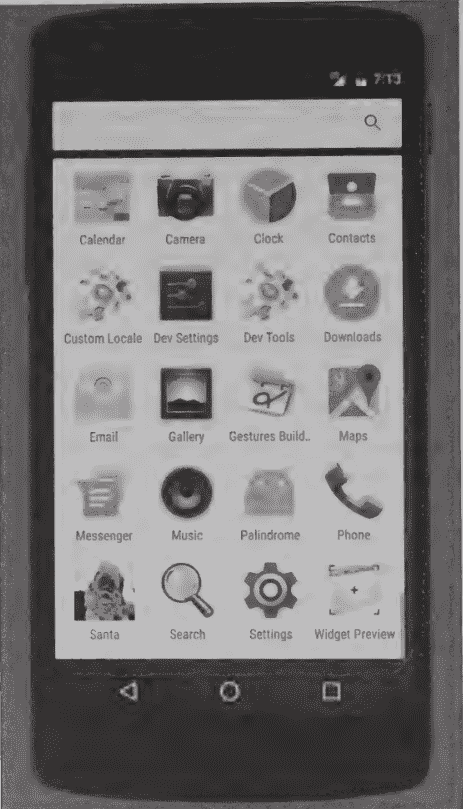 7:13
Calendar Camera Clock Contacts
Custom Locale Dev Settings Dev Tools Downloads
Email Gallery Gestures Build.. Maps
Messenger Music Palindrome Phone
Santa Search Settings Widget Preview